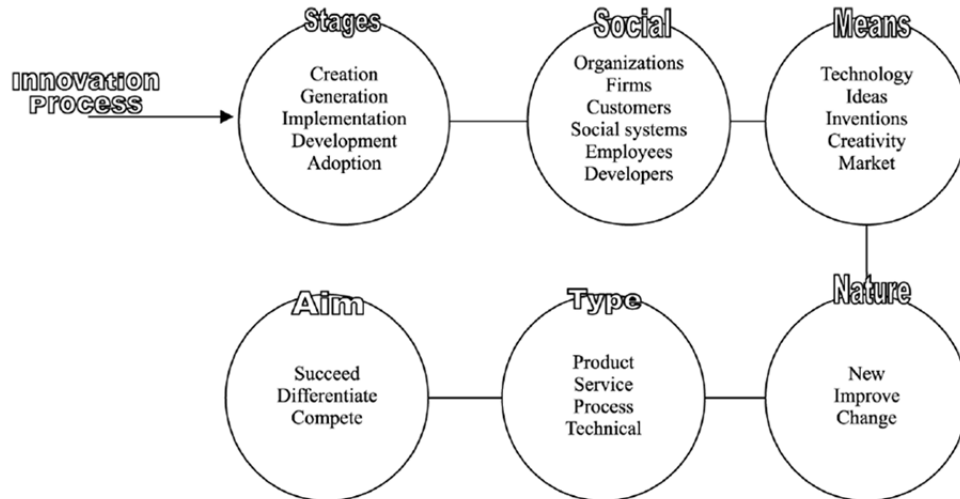 Innovation
Process
Stages
Creation
Generation
Implementation
Development
Adoption
Social
Organizations
Firms
Customers
Social systems
Employees
Developers
Means
Technology
Ideas
Inventions
Creativity
Market
Nature
New
Improve
Change
Type
Product
Service
Process
Technical
Aim
Succeed
Differentiate
Compete